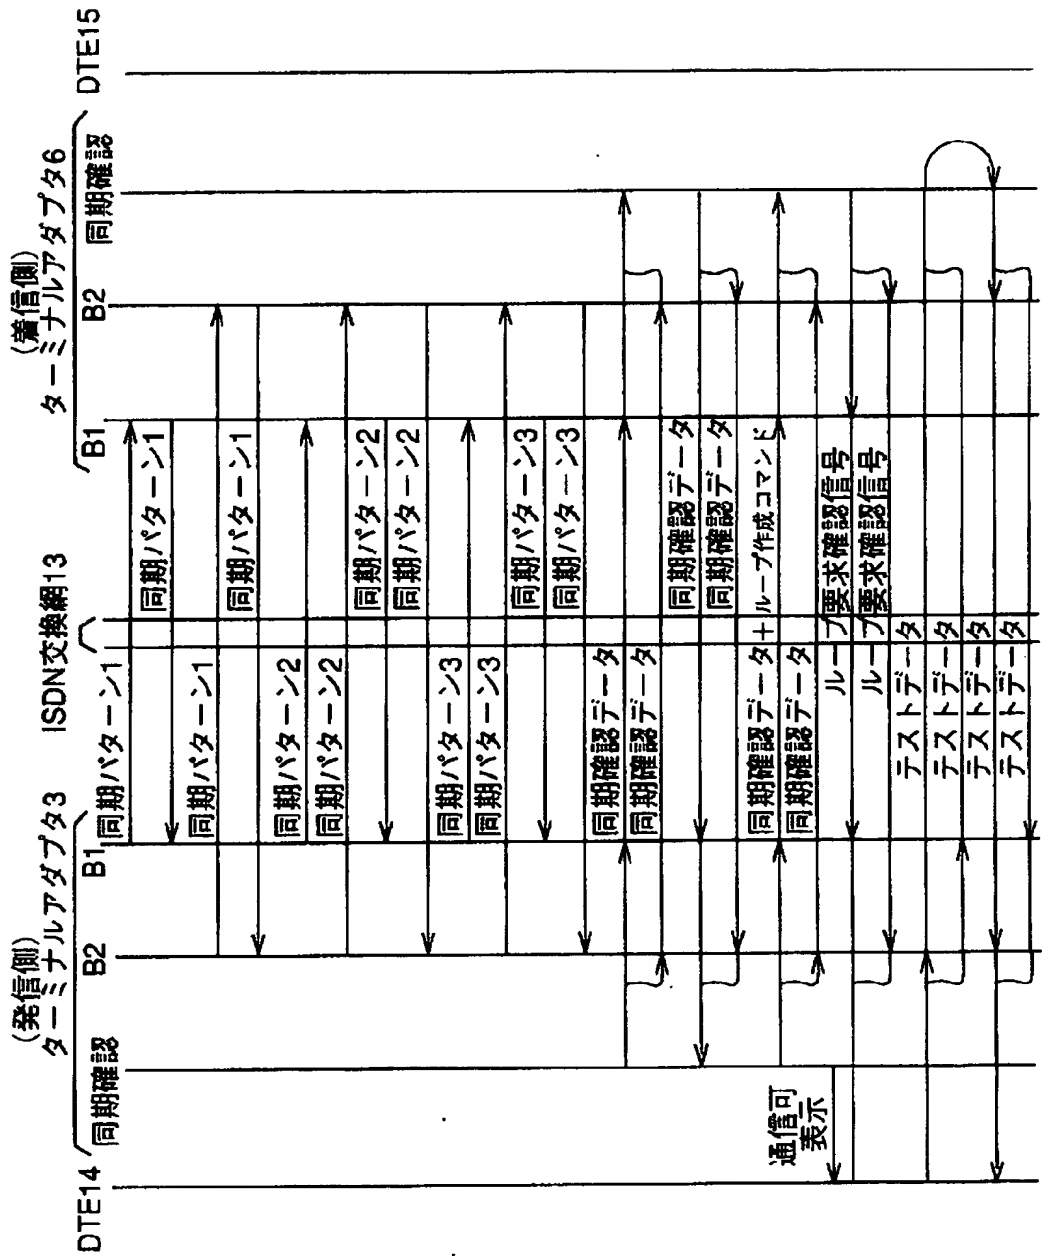 (発信側)
ターミナルアダプタ3
ISDN交換網13
(着信側)
ターミナルアダプタ6
DTE14
同期確認
B2
B1
B1
B2
同期確認
DTE15
同期パターン1
同期パターン1
同期パターン1
同期パターン1
同期パターン2
同期パターン2
同期パターン2
同期パターン2
同期パターン3
同期パターン3
同期パターン3
同期パターン3
同期確認データ
同期確認データ
同期確認データ
同期確認データ
同期確認データ+ループ作成コマンド
同期確認データ
通信可
表示
ループ要求確認信号
ループ要求確認信号
テストデータ
テストデータ
テストデータ
テストデータ